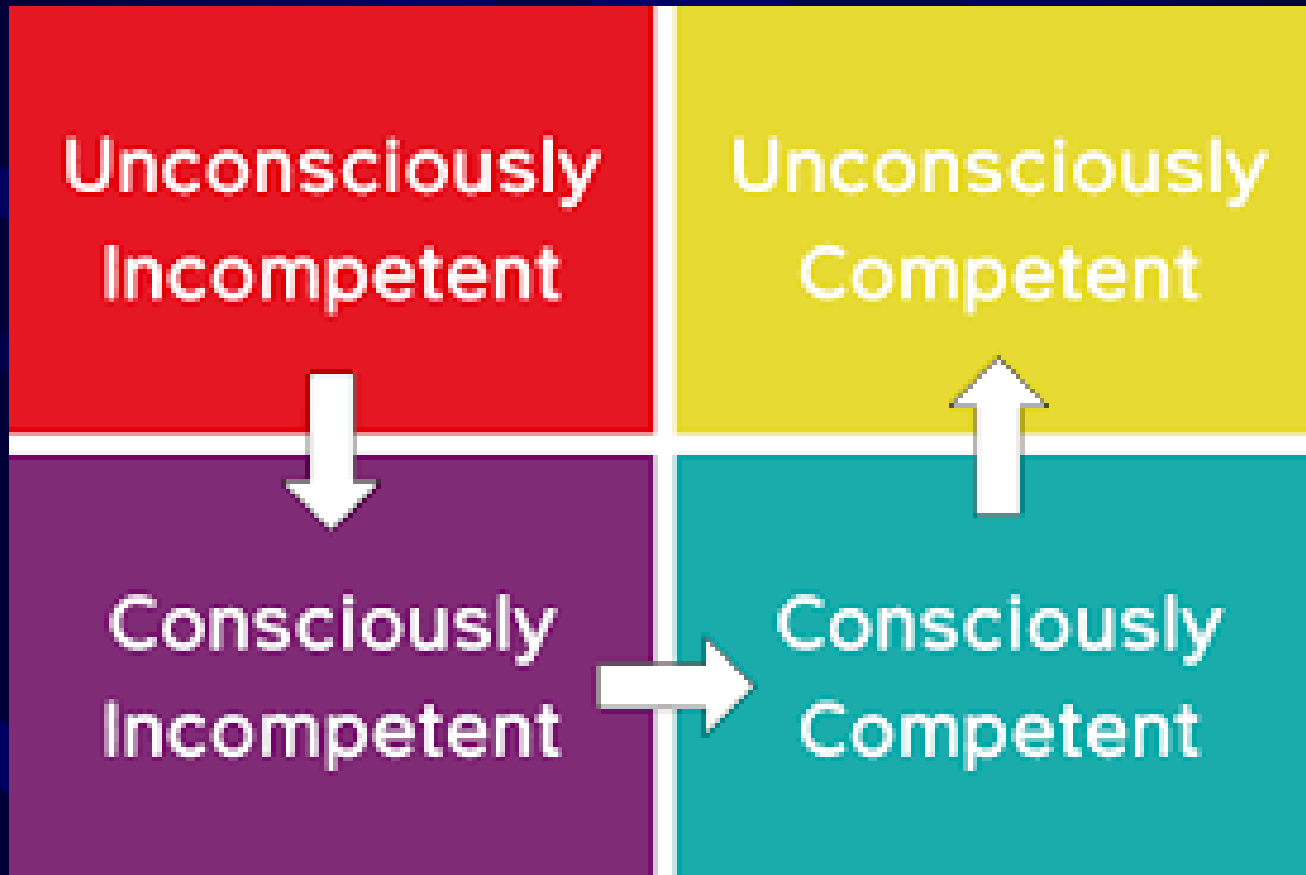 Unconsciously
Incompetent
Unconsciously
Competent
Consciously
Incompetent
Consciously
Competent